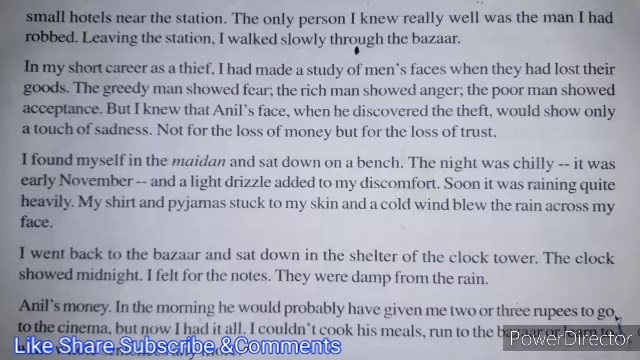 small hotels near the station. The only person I knew really well was the man I had
robbed. Leaving the station, I walked slowly through the bazaar.
In my short career as a thief, I had made a study of men's faces when they had lost their
goods. The greedy man showed fear; the rich man showed anger; the poor man showed
acceptance. But I knew that Anil's face, when he discovered the theft, would show only
a touch of sadness. Not for the loss of money but for the loss of trust.
I found myself in the maidan and sat down on a bench. The night was chilly -- it was
early November -- and a light drizzle added to my discomfort. Soon it was raining quite
heavily. My shirt and pyjamas stuck to my skin and a cold wind blew the rain across my
face.
I went back to the bazaar and sat down in the shelter of the clock tower. The clock
showed midnight. I felt for the notes. They were damp from the rain.
Anil's money. In the morning he would probably have given me two or three rupees to go
to the cinema, but now I had it all. I couldn't cook his meals, run to the bazaar or learn to
Like Share Subscribe &Comments
PowerDirector